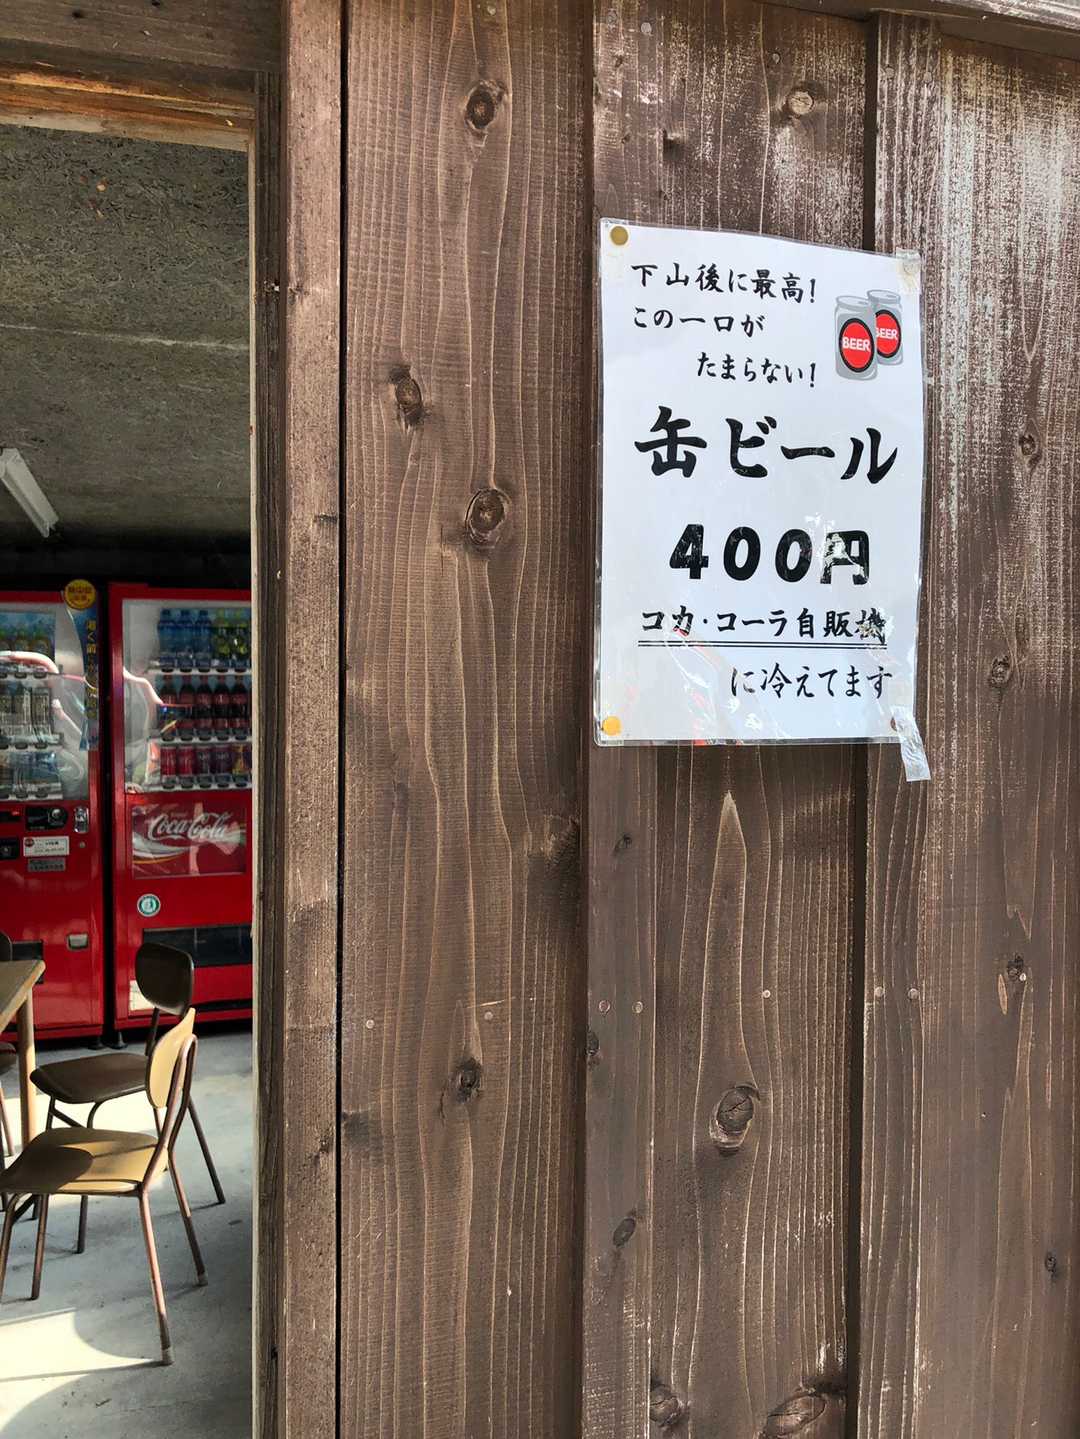 下山後に最高!
この一口が
たまらない!
BEER
BEER
缶ビール
400円
コカ・コーラ自販機
に冷えてます
Coca-Cola